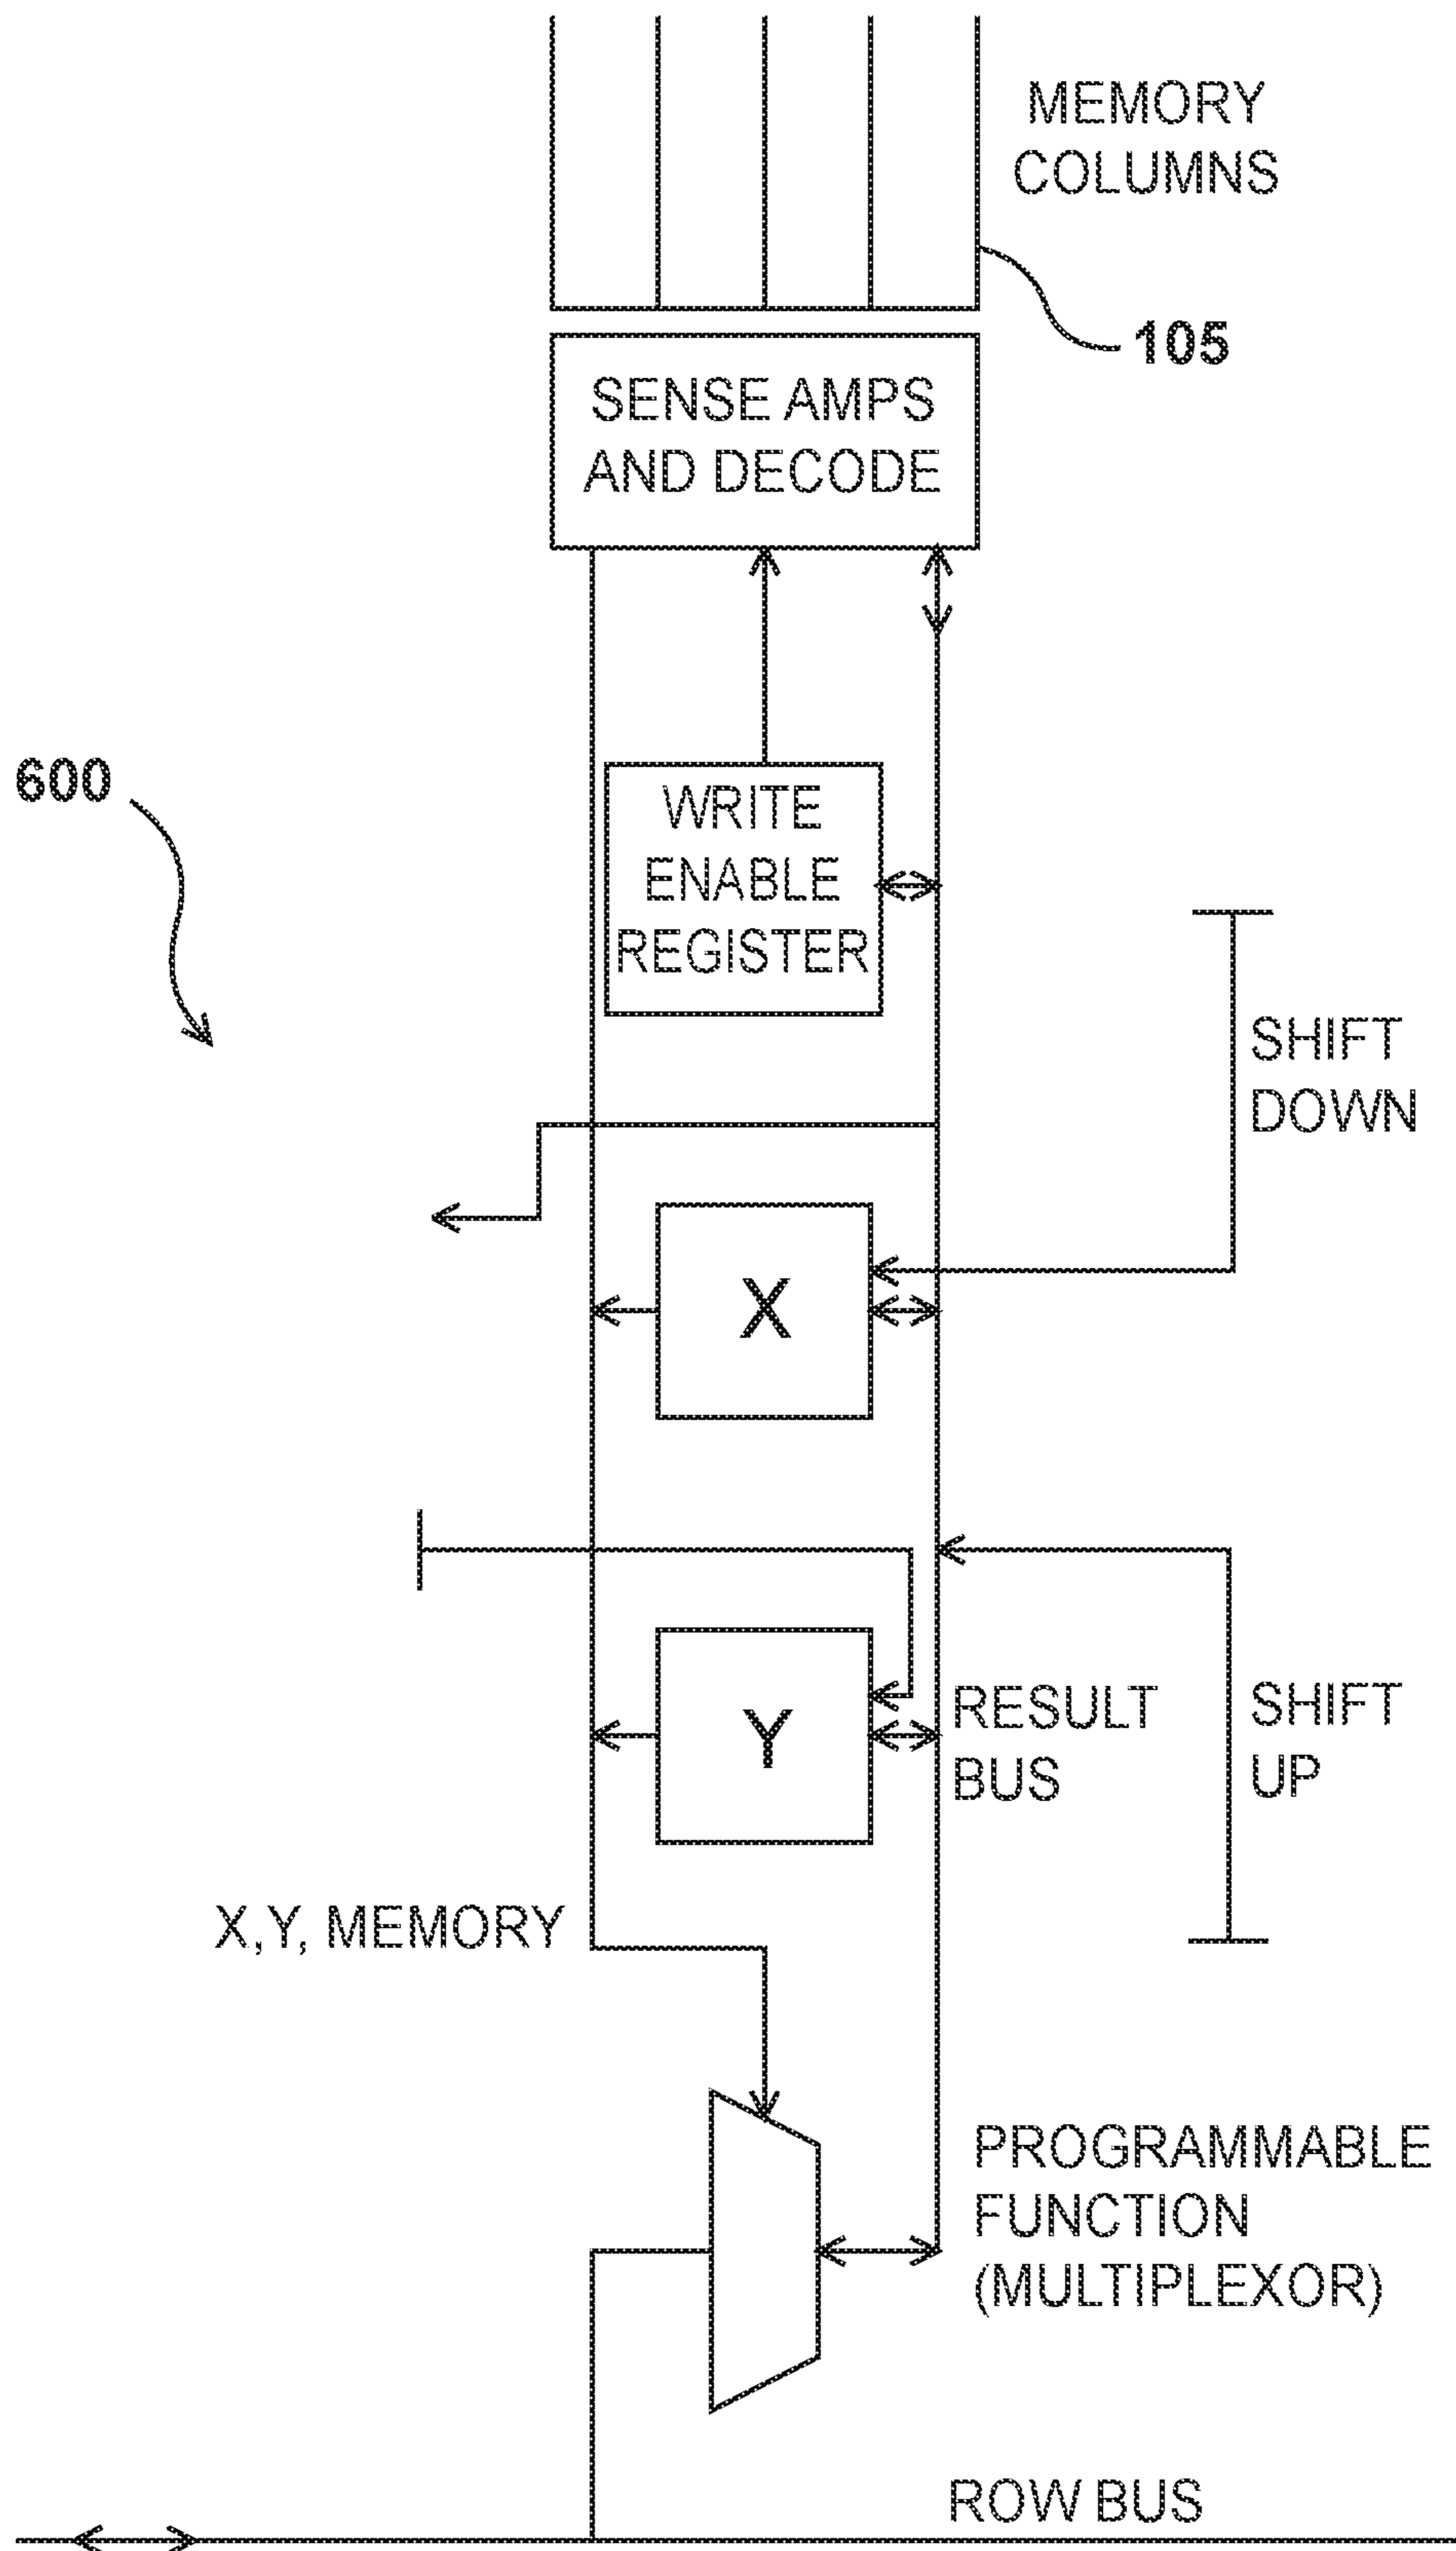 MEMORY
COLUMNS
105
SENSE AMPS
AND DECODE
600
WRITE
ENABLE
REGISTER
SHIFT
DOWN
X
Y
RESULT
BUS
SHIFT
UP
X,Y, MEMORY
PROGRAMMABLE
FUNCTION
(MULTIPLEXOR)
ROW BUS